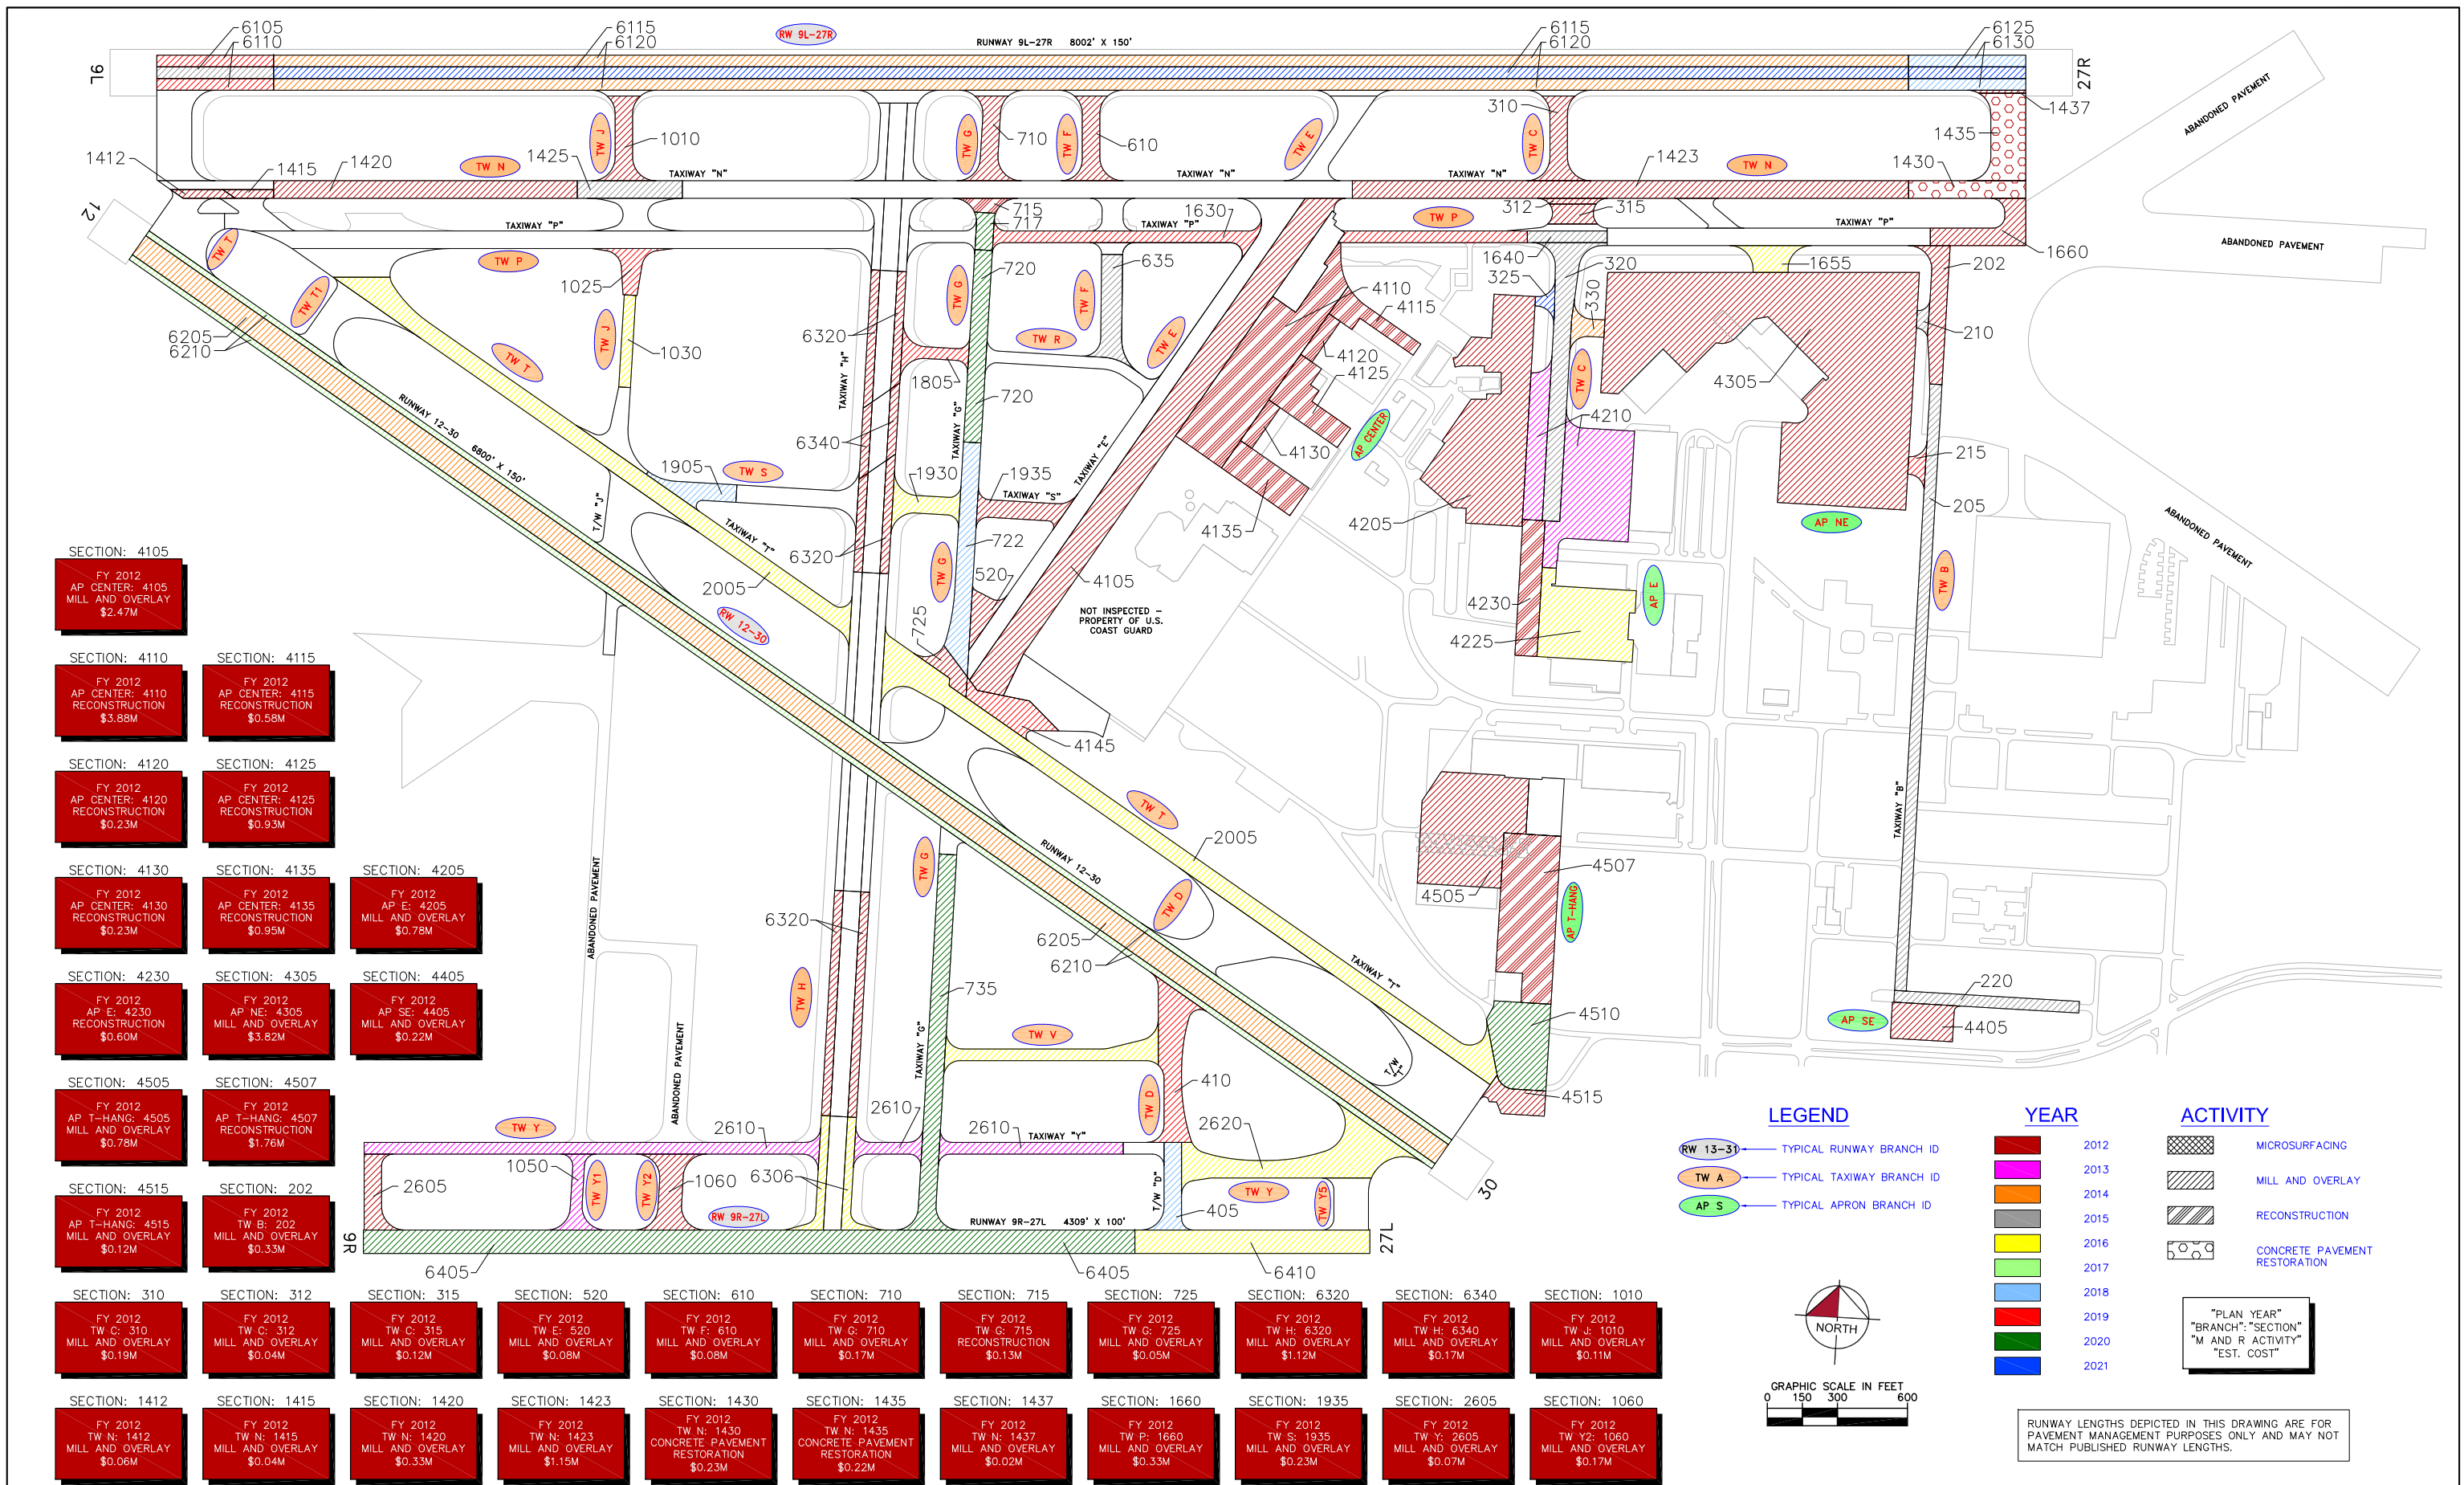 6105
6110
6115
6120
RW 9L-27R
RUNWAY 9L-27R 8002' X 150'
6115
6120
6125
6130
9L
27R
ABANDONED PAVEMENT
1437
1435
1430
310
TW J
1010
TW G
710
TW F
610
TW E
TW C
1412
1415
1420
TW N
1425
TAXIWAY "N"
TAXIWAY "N"
TAXIWAY "N"
1423
TW N
12
TAXIWAY "P"
715
717
1630
TAXIWAY "P"
TW P
312
315
TAXIWAY "P"
1660
ABANDONED PAVEMENT
TW T
TW P
TW T1
1025
TW J
1030
TW G
720
TW F
635
TW R
TW E
1640
325
320
330
1655
202
210
4110
4115
4120
4125
4130
4135
AP CENTER
TW C
4305
6205
6210
TW T
6320
TAXIWAY "H"
1805
720
TAXIWAY "G"
6340
TAXIWAY "E"
4210
215
205
RUNWAY 12-30 6800' X 150'
TW S
1905
1930
1935
TAXIWAY "S"
T/W "J"
TAXIWAY "T"
4205
AP NE
ABANDONED PAVEMENT
6320
722
TW G
520
4105
2005
RW 12-30
725
NOT INSPECTED -
PROPERTY OF U.S.
COAST GUARD
4230
4225
AP E
TW B
4145
TW T
2005
TAXIWAY "B"
RUNWAY 12-30
TW G
TW D
4505
4507
AP T-HANG
ABANDONED PAVEMENT
6320
6205
6210
TAXIWAY "T"
TW H
735
TW V
TAXIWAY "G"
220
AP SE
4405
4510
4515
T/W "T"
ABANDONED PAVEMENT
TW D
410
TW Y
2610
2610
2610
TAXIWAY "Y"
2620
2605
1050
TW Y1
TW Y2
1060
RW 9R-27L
6306
RUNWAY 9R-27L 4309' X 100'
T/W "D"
405
TW Y
TW Y5
30
9R
27L
6405
6405
6410
SECTION: 4105
FY 2012
AP CENTER: 4105
MILL AND OVERLAY
$2.47M
SECTION: 4110
FY 2012
AP CENTER: 4110
RECONSTRUCTION
$3.88M
SECTION: 4115
FY 2012
AP CENTER: 4115
RECONSTRUCTION
$0.58M
SECTION: 4120
FY 2012
AP CENTER: 4120
RECONSTRUCTION
$0.23M
SECTION: 4125
FY 2012
AP CENTER: 4125
RECONSTRUCTION
$0.93M
SECTION: 4130
FY 2012
AP CENTER: 4130
RECONSTRUCTION
$0.23M
SECTION: 4135
FY 2012
AP CENTER: 4135
RECONSTRUCTION
$0.95M
SECTION: 4205
FY 2012
AP E: 4205
MILL AND OVERLAY
$0.78M
SECTION: 4230
FY 2012
AP E: 4230
RECONSTRUCTION
$0.60M
SECTION: 4305
FY 2012
AP NE: 4305
MILL AND OVERLAY
$3.82M
SECTION: 4405
FY 2012
AP SE: 4405
MILL AND OVERLAY
$0.22M
SECTION: 4505
FY 2012
AP T-HANG: 4505
MILL AND OVERLAY
$0.78M
SECTION: 4507
FY 2012
AP T-HANG: 4507
RECONSTRUCTION
$1.76M
SECTION: 4515
FY 2012
AP T-HANG: 4515
MILL AND OVERLAY
$0.12M
SECTION: 202
FY 2012
TW B: 202
MILL AND OVERLAY
$0.33M
SECTION: 310
FY 2012
TW C: 310
MILL AND OVERLAY
$0.19M
SECTION: 312
FY 2012
TW C: 312
MILL AND OVERLAY
$0.04M
SECTION: 315
FY 2012
TW C: 315
MILL AND OVERLAY
$0.12M
SECTION: 520
FY 2012
TW E: 520
MILL AND OVERLAY
$0.08M
SECTION: 610
FY 2012
TW F: 610
MILL AND OVERLAY
$0.08M
SECTION: 710
FY 2012
TW G: 710
MILL AND OVERLAY
$0.17M
SECTION: 715
FY 2012
TW G: 715
RECONSTRUCTION
$0.13M
SECTION: 725
FY 2012
TW G: 725
MILL AND OVERLAY
$0.05M
SECTION: 6320
FY 2012
TW H: 6320
MILL AND OVERLAY
$1.12M
SECTION: 6340
FY 2012
TW H: 6340
MILL AND OVERLAY
$0.17M
SECTION: 1010
FY 2012
TW J: 1010
MILL AND OVERLAY
$0.11M
SECTION: 1412
FY 2012
TW N: 1412
MILL AND OVERLAY
$0.06M
SECTION: 1415
FY 2012
TW N: 1415
MILL AND OVERLAY
$0.04M
SECTION: 1420
FY 2012
TW N: 1420
MILL AND OVERLAY
$0.33M
SECTION: 1423
FY 2012
TW N: 1423
MILL AND OVERLAY
$1.15M
SECTION: 1430
FY 2012
TW N: 1430
CONCRETE PAVEMENT
RESTORATION
$0.23M
SECTION: 1435
FY 2012
TW N: 1435
CONCRETE PAVEMENT
RESTORATION
$0.22M
SECTION: 1437
FY 2012
TW N: 1437
MILL AND OVERLAY
$0.02M
SECTION: 1660
FY 2012
TW P: 1660
MILL AND OVERLAY
$0.33M
SECTION: 1935
FY 2012
TW S: 1935
MILL AND OVERLAY
$0.23M
SECTION: 2605
FY 2012
TW Y: 2605
MILL AND OVERLAY
$0.07M
SECTION: 1060
FY 2012
TW Y2: 1060
MILL AND OVERLAY
$0.17M
LEGEND
RW 13-31 TYPICAL RUNWAY BRANCH ID
TW A TYPICAL TAXIWAY BRANCH ID
AP S TYPICAL APRON BRANCH ID
NORTH
GRAPHIC SCALE IN FEET
0 150 300 600
YEAR
2012
2013
2014
2015
2016
2017
2018
2019
2020
2021
ACTIVITY
MICROSURFACING
MILL AND OVERLAY
RECONSTRUCTION
CONCRETE PAVEMENT
RESTORATION
"PLAN YEAR"
"BRANCH":"SECTION"
"M AND R ACTIVITY"
"EST. COST"
RUNWAY LENGTHS DEPICTED IN THIS DRAWING ARE FOR
PAVEMENT MANAGEMENT PURPOSES ONLY AND MAY NOT
MATCH PUBLISHED RUNWAY LENGTHS.